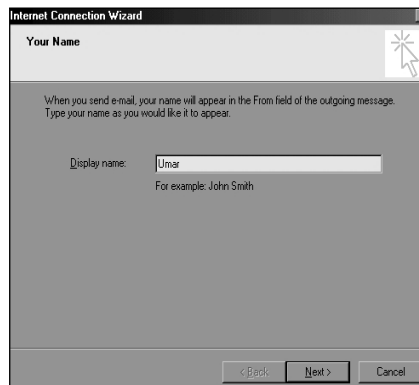 Internet Connection Wizard
Your Name
When you send e-mail, your name will appear in the From field of the outgoing message.
Type your name as you would like it to appear.
Display name: Umar
For example: John Smith
< Back Next > Cancel